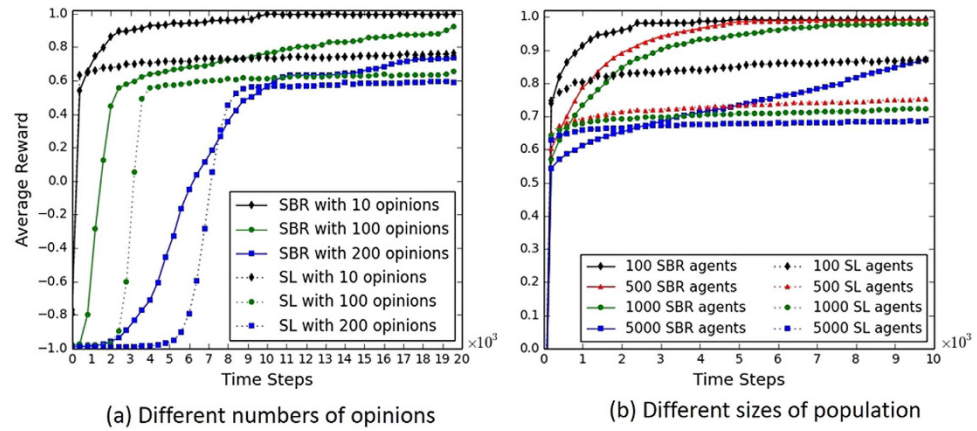 1.0
0.8
0.6
0.4
0.2
0.0
−0.2
−0.4
−0.6
−0.8
−1.0
Average Reward
0 1 2 3 4 5 6 7 8 9 10 11 12 13 14 15 16 17 18 19 20
×10³
Time Steps
SBR with 10 opinions
SBR with 100 opinions
SBR with 200 opinions
SL with 10 opinions
SL with 100 opinions
SL with 200 opinions
(a) Different numbers of opinions
1.0
0.9
0.8
0.7
0.6
0.5
0.4
0.3
0.2
0.1
0.0
0 1 2 3 4 5 6 7 8 9 10
×10³
Time Steps
100 SBR agents 100 SL agents
500 SBR agents 500 SL agents
1000 SBR agents 1000 SL agents
5000 SBR agents 5000 SL agents
(b) Different sizes of population